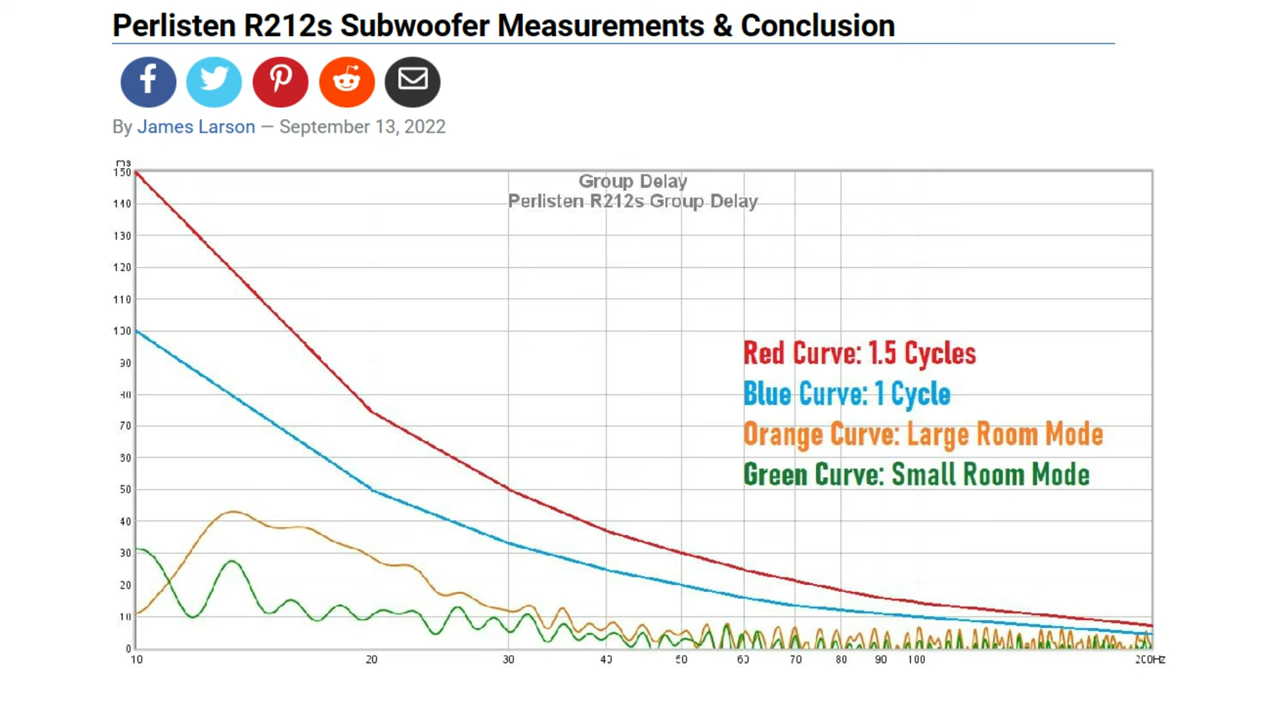 Perlisten R212s Subwoofer Measurements & Conclusion
By James Larson — September 13, 2022
ms
Group Delay
Perlisten R212s Group Delay
150
140
130
120
110
100
90
80
70
60
50
40
30
20
10
0
Red Curve: 1.5 Cycles
Blue Curve: 1 Cycle
Orange Curve: Large Room Mode
Green Curve: Small Room Mode
10 20 30 40 50 60 70 80 90 100 200Hz